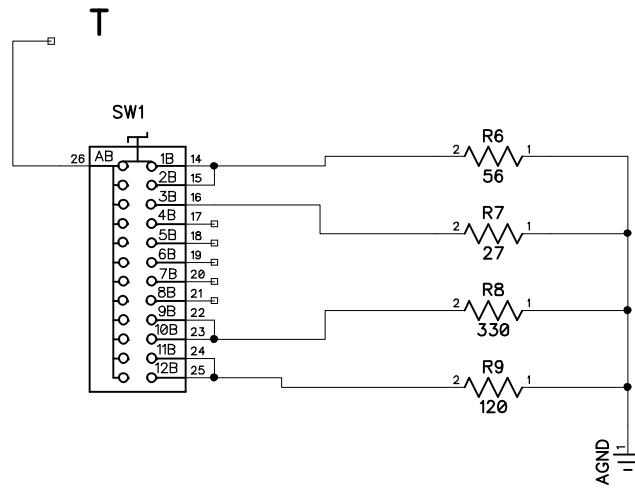 T
SW1
26 AB 1B 14
2B 15
3B 16
4B 17
5B 18
6B 19
7B 20
8B 21
9B 22
10B 23
11B 24
12B 25
R6
2 1
56
R7
2 1
27
R8
2 1
330
R9
2 1
120
AGND 1